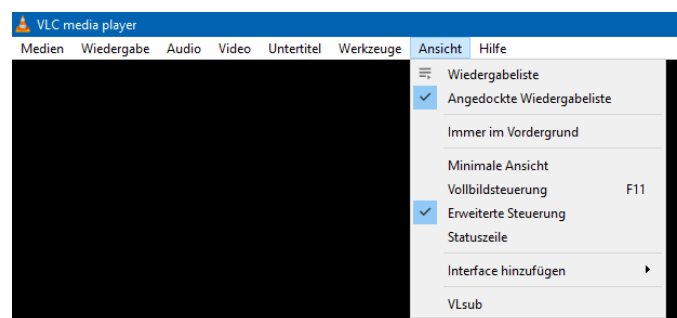 VLC media player
Medien Wiedergabe Audio Video Untertitel Werkzeuge Ansicht Hilfe
Wiedergabeliste
Angedockte Wiedergabeliste
Immer im Vordergrund
Minimale Ansicht
Vollbildsteuerung F11
Erweiterte Steuerung
Statuszeile
Interface hinzufügen
VLsub